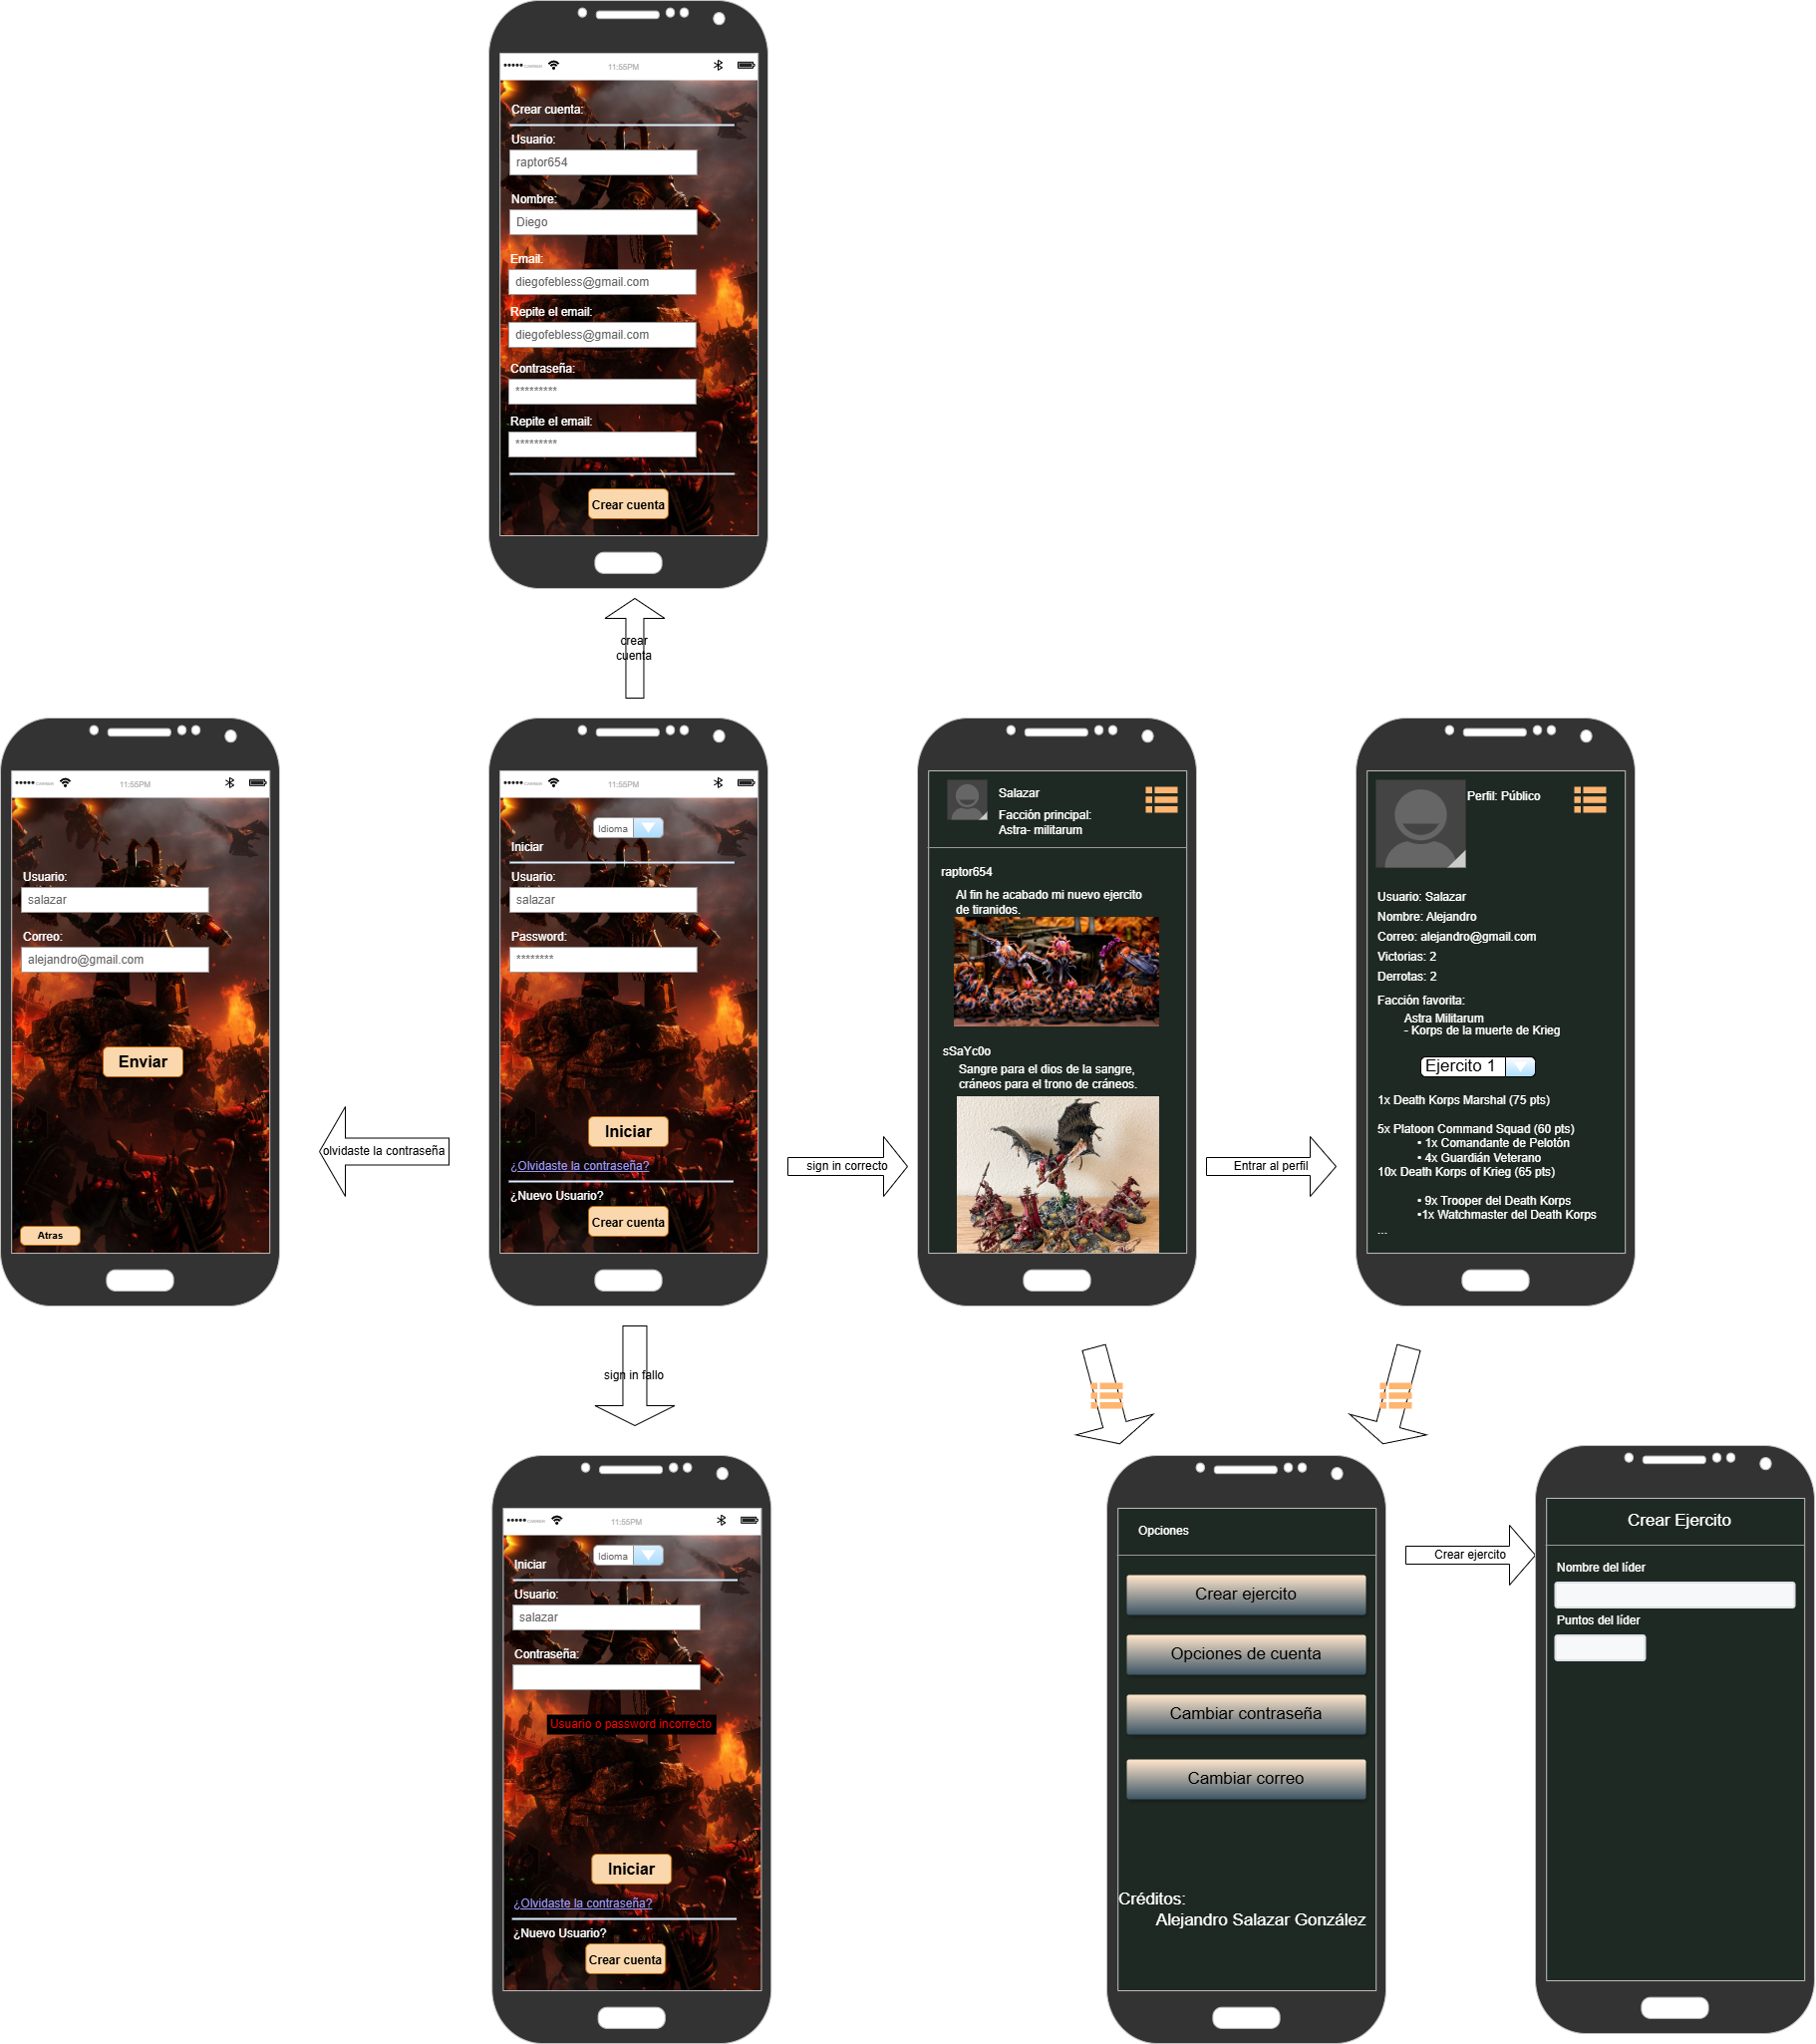 11:55PM
Crear cuenta:
Usuario:
raptor654
Nombre:
Diego
Email:
diegofebless@gmail.com
Repite el email:
diegofebless@gmail.com
Contraseña:
*********
Repite el email:
*********
Crear cuenta
crear
cuenta
11:55PM
Usuario:
salazar
Correo:
alejandro@gmail.com
Enviar
Atras
olvidaste la contraseña
11:55PM
Idioma
Iniciar
Usuario:
salazar
Password:
********
Iniciar
¿Olvidaste la contraseña?
¿Nuevo Usuario?
Crear cuenta
sign in correcto
Salazar
Facción principal:
Astra- militarum
raptor654
Al fin he acabado mi nuevo ejercito
de tiranidos.
sSaYc0o
Sangre para el dios de la sangre,
cráneos para el trono de cráneos.
Entrar al perfil
Perfil: Público
Usuario: Salazar
Nombre: Alejandro
Correo: alejandro@gmail.com
Victorias: 2
Derrotas: 2
Facción favorita:
Astra Militarum
- Korps de la muerte de Krieg
Ejercito 1
1x Death Korps Marshal (75 pts)
5x Platoon Command Squad (60 pts)
• 1x Comandante de Pelotón
• 4x Guardián Veterano
10x Death Korps of Krieg (65 pts)
• 9x Trooper del Death Korps
•1x Watchmaster del Death Korps
...
sign in fallo
11:55PM
Idioma
Iniciar
Usuario:
salazar
Contraseña:
Usuario o password incorrecto
Iniciar
¿Olvidaste la contraseña?
¿Nuevo Usuario?
Crear cuenta
Opciones
Crear ejercito
Opciones de cuenta
Cambiar contraseña
Cambiar correo
Créditos:
Alejandro Salazar González
Crear ejercito
Crear Ejercito
Nombre del líder
Puntos del líder